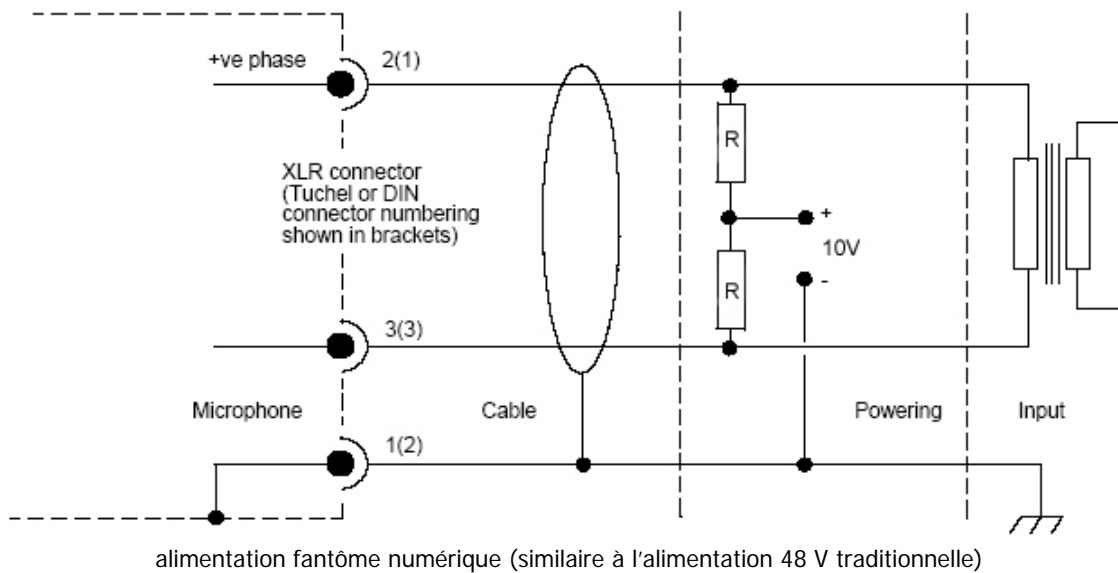 +ve phase
2(1)
XLR connector
(Tuchel or DIN
connector numbering
shown in brackets)
R
+
10V
-
R
3(3)
Microphone
Cable
Powering
Input
1(2)
alimentation fantôme numérique (similaire à l'alimentation 48 V traditionnelle)